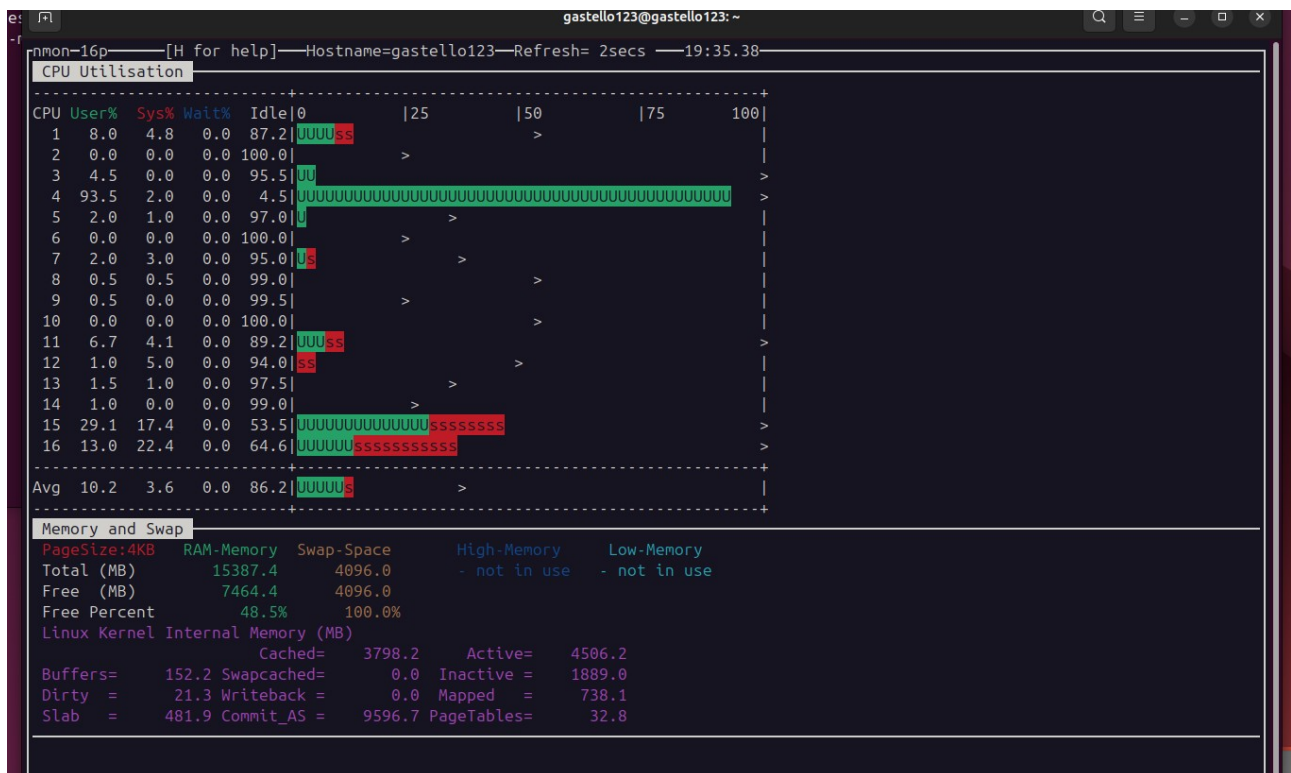 gastello123@gastello123: ~
nmon-16p [H for help] Hostname=gastello123 Refresh= 2secs 19:35.38
CPU Utilisation
CPU User% Sys% Wait% Idle|0 |25 |50 |75 100|
1 8.0 4.8 0.0 87.2|UUUUss > |
2 0.0 0.0 0.0 100.0| > |
3 4.5 0.0 0.0 95.5|UU >
4 93.5 2.0 0.0 4.5|UUUUUUUUUUUUUUUUUUUUUUUUUUUUUUUUUUUUUUUUUUUUUU >
5 2.0 1.0 0.0 97.0|U > |
6 0.0 0.0 0.0 100.0| > |
7 2.0 3.0 0.0 95.0|Us > |
8 0.5 0.5 0.0 99.0| > |
9 0.5 0.0 0.0 99.5| > |
10 0.0 0.0 0.0 100.0| > |
11 6.7 4.1 0.0 89.2|UUUss >
12 1.0 5.0 0.0 94.0|ss > |
13 1.5 1.0 0.0 97.5| > |
14 1.0 0.0 0.0 99.0| > |
15 29.1 17.4 0.0 53.5|UUUUUUUUUUUUUUssssssss >
16 13.0 22.4 0.0 64.6|UUUUUUsssssssssss >
Avg 10.2 3.6 0.0 86.2|UUUUUs > |
Memory and Swap
PageSize:4KB RAM-Memory Swap-Space High-Memory Low-Memory
Total (MB) 15387.4 4096.0 - not in use - not in use
Free (MB) 7464.4 4096.0
Free Percent 48.5% 100.0%
Linux Kernel Internal Memory (MB)
Cached= 3798.2 Active= 4506.2
Buffers= 152.2 Swapcached= 0.0 Inactive = 1889.0
Dirty = 21.3 Writeback = 0.0 Mapped = 738.1
Slab = 481.9 Commit_AS = 9596.7 PageTables= 32.8